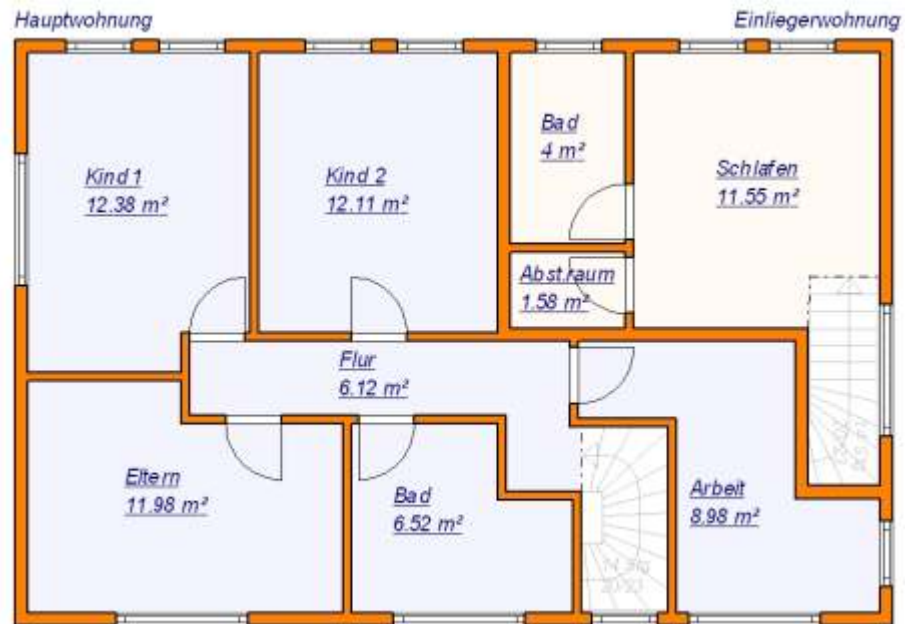 Hauptwohnung
Einliegerwohnung
Kind 1
12.38 m²
Kind 2
12.11 m²
Bad
4 m²
Schlafen
11.55 m²
Abst.raum
1.58 m²
Flur
6.12 m²
Eltern
11.98 m²
Bad
6.52 m²
Arbeit
8.98 m²